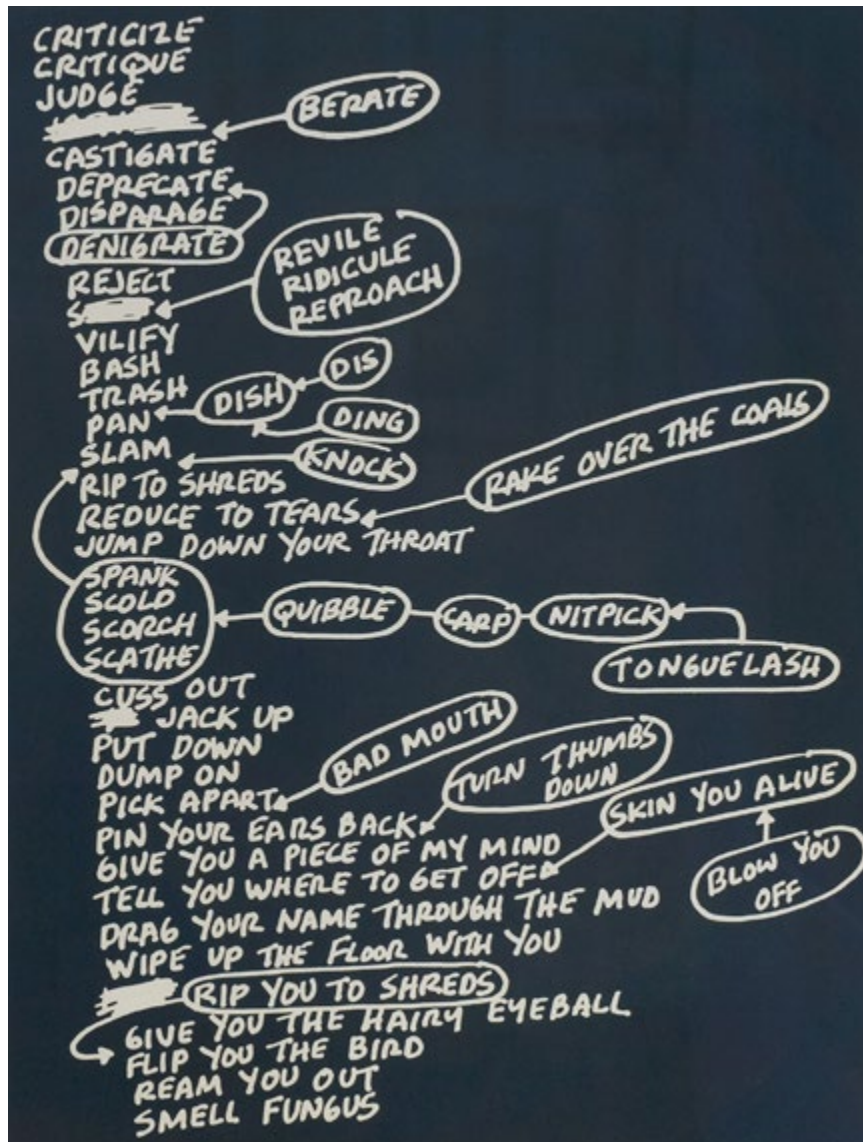 CRITICIZE
CRITIQUE
JUDGE
BERATE
CASTIGATE
DEPRECATE
DISPARAGE
DENIGRATE
REJECT
REVILE
RIDICULE
REPROACH
VILIFY
BASH
TRASH
DIS
DISH
PAN
DING
SLAM
KNOCK
RIP TO SHREDS
RAKE OVER THE COALS
REDUCE TO TEARS
JUMP DOWN YOUR THROAT
SPANK
SCOLD
SCORCH
SCATHE
QUIBBLE
CARP
NITPICK
TONGUELASH
CUSS OUT
JACK UP
PUT DOWN
DUMP ON
PICK APART
BAD MOUTH
PIN YOUR EARS BACK
TURN THUMBS
DOWN
GIVE YOU A PIECE OF MY MIND
TELL YOU WHERE TO GET OFF
SKIN YOU ALIVE
BLOW YOU
OFF
DRAG YOUR NAME THROUGH THE MUD
WIPE UP THE FLOOR WITH YOU
RIP YOU TO SHREDS
GIVE YOU THE HAIRY EYEBALL
FLIP YOU THE BIRD
REAM YOU OUT
SMELL FUNGUS